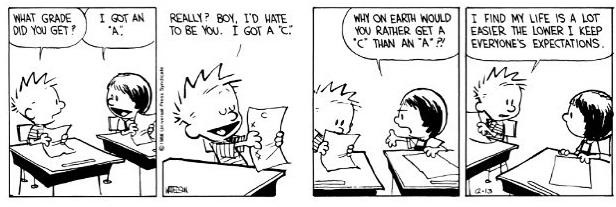 WHAT GRADE
DID YOU GET?
I GOT AN
"A."
REALLY? BOY, I'D HATE
TO BE YOU. I GOT A "C."
© 1986 Universal Press Syndicate
WATTERSON
WHY ON EARTH WOULD
YOU RATHER GET A
"C" THAN AN "A"?!
I FIND MY LIFE IS A LOT
EASIER THE LOWER I KEEP
EVERYONE'S EXPECTATIONS.
12-13